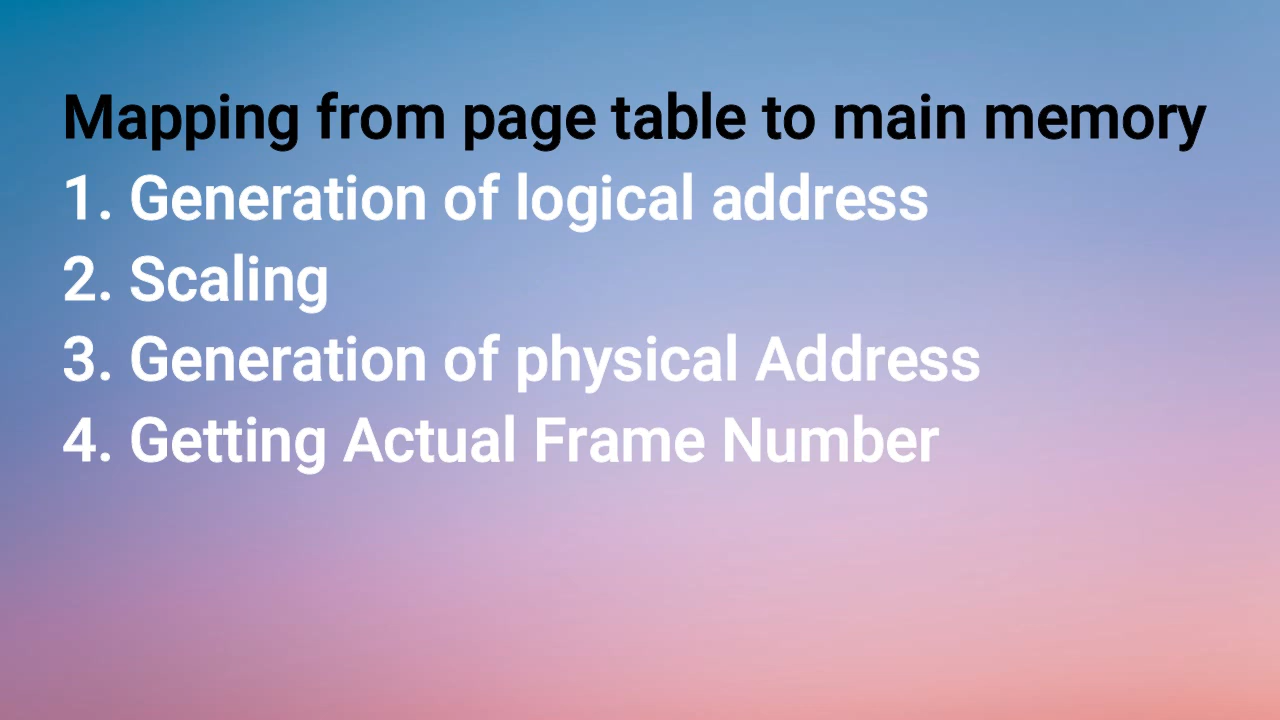 Mapping from page table to main memory
1. Generation of logical address
2. Scaling
3. Generation of physical Address
4. Getting Actual Frame Number